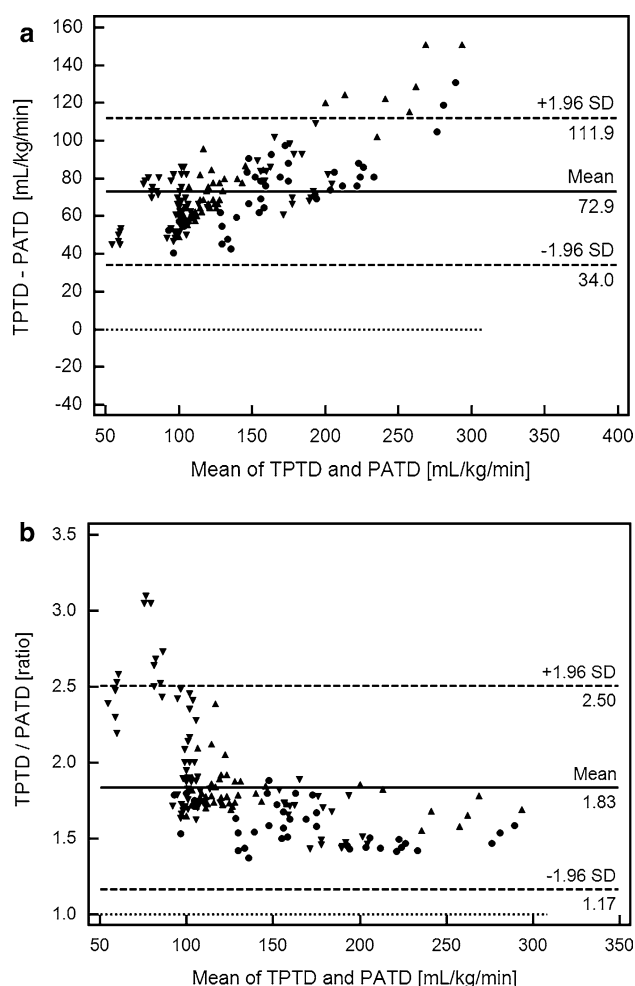 a
160
140
120
100
80
60
40
20
0
-20
-40
TPTD - PATD [mL/kg/min]
+1.96 SD
111.9
Mean
72.9
-1.96 SD
34.0
50 100 150 200 250 300 350 400
Mean of TPTD and PATD [mL/kg/min]
b
3.5
3.0
2.5
2.0
1.5
1.0
TPTD / PATD [ratio]
+1.96 SD
2.50
Mean
1.83
-1.96 SD
1.17
50 100 150 200 250 300 350
Mean of TPTD and PATD [mL/kg/min]